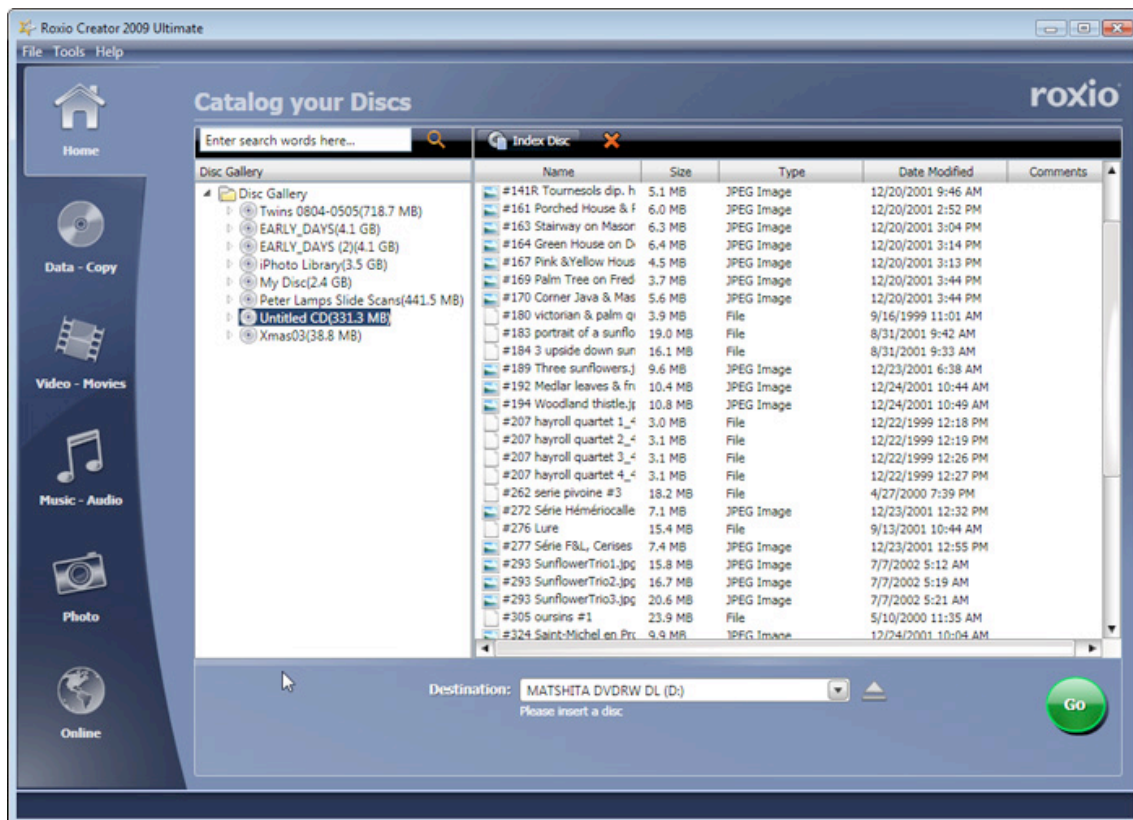 Roxio Creator 2009 Ultimate
File Tools Help
roxio
Catalog your Discs
Home
Data - Copy
Video - Movies
Music - Audio
Photo
Online
Enter search words here...
Index Disc
Disc Gallery
Disc Gallery
Twins 0804-0505(718.7 MB)
EARLY_DAYS(4.1 GB)
EARLY_DAYS (2)(4.1 GB)
iPhoto Library(3.5 GB)
My Disc(2.4 GB)
Peter Lamps Slide Scans(441.5 MB)
Untitled CD(331.3 MB)
Xmas03(38.8 MB)
Name Size Type Date Modified Comments
#141R Tournesols dip. h 5.1 MB JPEG Image 12/20/2001 9:46 AM
#161 Porched House & F 6.0 MB JPEG Image 12/20/2001 2:52 PM
#163 Stairway on Mason 6.3 MB JPEG Image 12/20/2001 3:04 PM
#164 Green House on D 6.4 MB JPEG Image 12/20/2001 3:14 PM
#167 Pink &Yellow Hous 4.5 MB JPEG Image 12/20/2001 3:13 PM
#169 Palm Tree on Fred 3.7 MB JPEG Image 12/20/2001 3:44 PM
#170 Corner Java & Mas 5.6 MB JPEG Image 12/20/2001 3:44 PM
#180 victorian & palm q 3.9 MB File 9/16/1999 11:01 AM
#183 portrait of a sunflo 19.0 MB File 8/31/2001 9:42 AM
#184 3 upside down sun 16.1 MB File 8/31/2001 9:33 AM
#189 Three sunflowers.j 9.6 MB JPEG Image 12/23/2001 6:38 AM
#192 Medlar leaves & fr 10.4 MB JPEG Image 12/24/2001 10:44 AM
#194 Woodland thistle.jp 10.8 MB JPEG Image 12/24/2001 10:49 AM
#207 hayroll quartet 1_4 3.0 MB File 12/22/1999 12:18 PM
#207 hayroll quartet 2_4 3.1 MB File 12/22/1999 12:19 PM
#207 hayroll quartet 3_4 3.1 MB File 12/22/1999 12:26 PM
#207 hayroll quartet 4_4 3.1 MB File 12/22/1999 12:27 PM
#262 serie pivoine #3 18.2 MB File 4/27/2000 7:39 PM
#272 Série Hémériocalle 7.1 MB JPEG Image 12/23/2001 12:32 PM
#276 Lure 15.4 MB File 9/13/2001 10:44 AM
#277 Série F&L, Cerises 7.4 MB JPEG Image 12/23/2001 12:55 PM
#293 SunflowerTrio1.jpg 15.8 MB JPEG Image 7/7/2002 5:12 AM
#293 SunflowerTrio2.jpg 16.7 MB JPEG Image 7/7/2002 5:19 AM
#293 SunflowerTrio3.jpg 20.6 MB JPEG Image 7/7/2002 5:21 AM
#305 oursins #1 23.9 MB File 5/10/2000 11:35 AM
#324 Saint-Michel en Pro 9.9 MB JPEG Image 12/24/2001 10:04 AM
Destination: MATSHITA DVDRW DL (D:)
Please insert a disc
Go